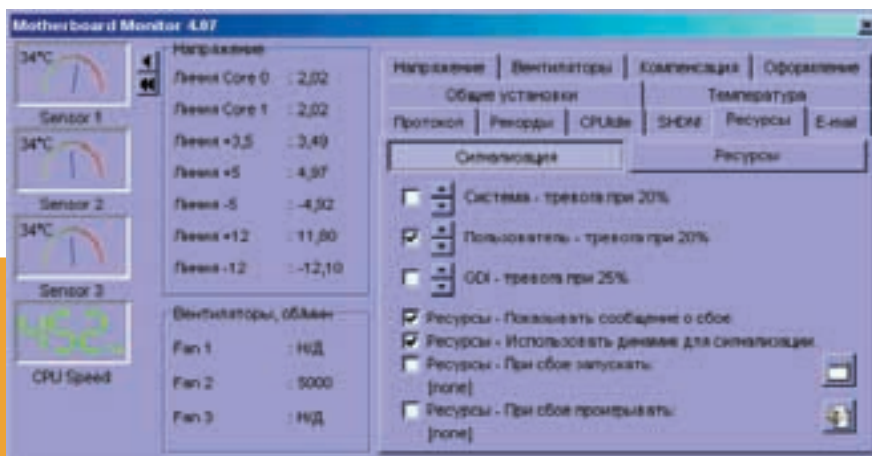 Motherboard Monitor 4.07
34°C
Sensor 1
34°C
Sensor 2
34°C
Sensor 3
452
CPU Speed
Напряжение
Линия Core 0 : 2,02
Линия Core 1 : 2,02
Линия +3,5 : 3,49
Линия +5 : 4,97
Линия -5 : -4,92
Линия +12 : 11,80
Линия -12 : -12,10
Вентиляторы, об/мин
Fan 1 : Н/Д
Fan 2 : 5000
Fan 3 : Н/Д
Напряжение Вентиляторы Компенсация Оформление
Общие установки Температура
Протокол Рекорды CPUIdle SHDNI Ресурсы E-mail
Сигнализация Ресурсы
Система - тревога при 20%
Пользователь - тревога при 20%
GDI - тревога при 25%
Ресурсы - Показывать сообщение о сбое
Ресурсы - Использовать динамик для сигнализации
Ресурсы - При сбое запускать:
[none]
Ресурсы - При сбое проигрывать:
[none]